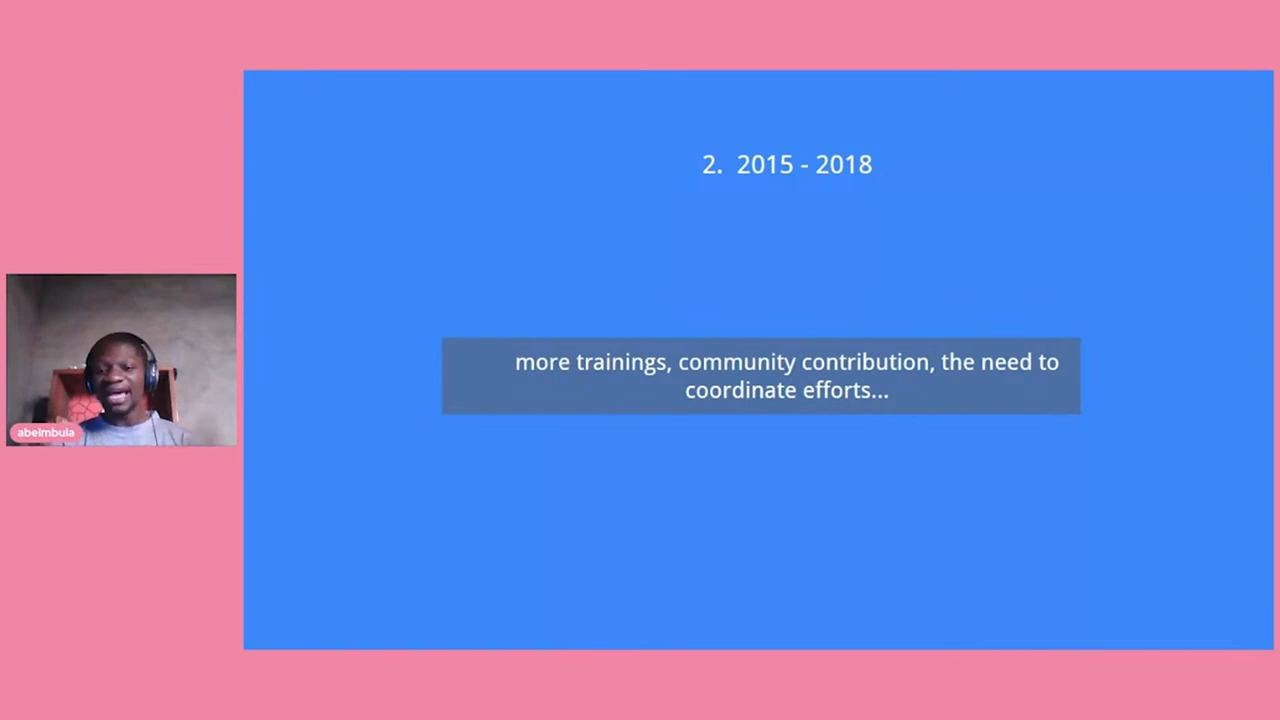 2. 2015 - 2018
more trainings, community contribution, the need to
coordinate efforts...
abelmbula